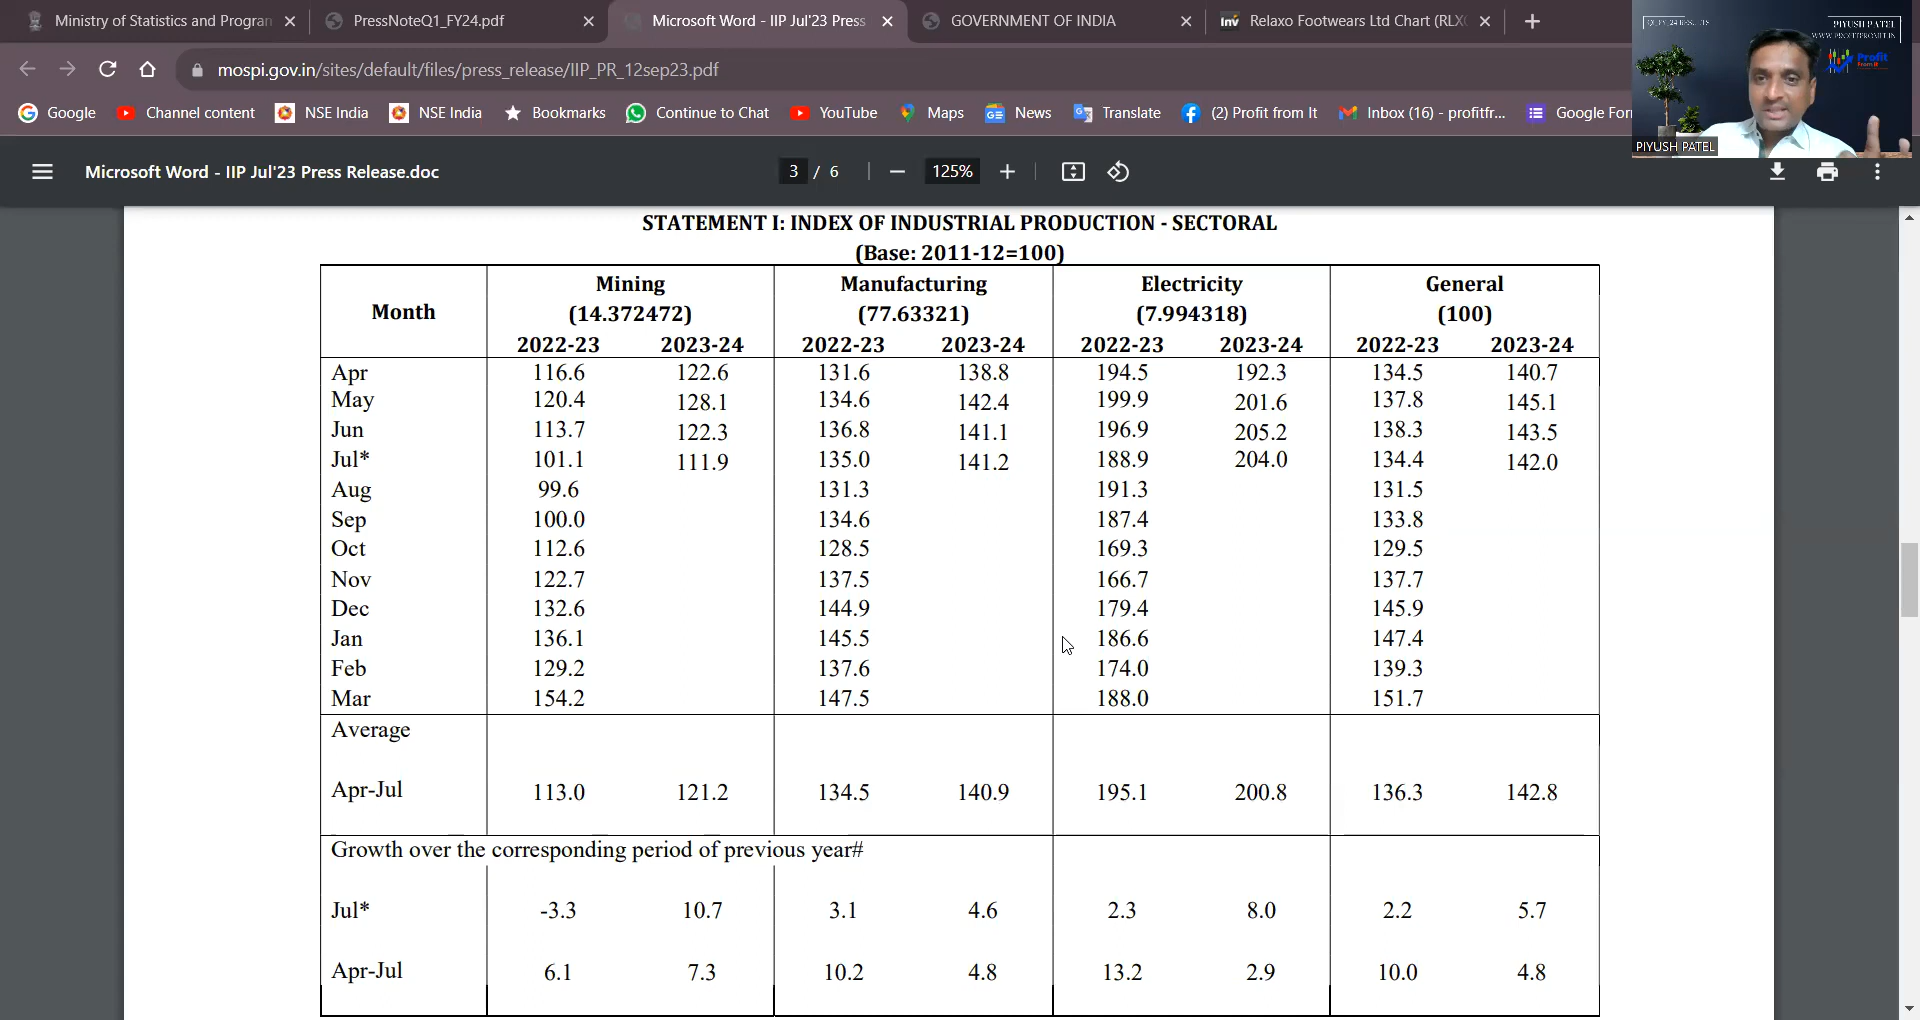 Ministry of Statistics and Program
PressNoteQ1_FY24.pdf
Microsoft Word - IIP Jul'23 Press
GOVERNMENT OF INDIA
Inv Relaxo Footwears Ltd Chart (RLX
PIYUSH PATEL
WWW.PROFITFROMIT.IN
Profit
From It
mospi.gov.in/sites/default/files/press_release/IIP_PR_12sep23.pdf
Google
Channel content
NSE India
NSE India
Bookmarks
Continue to Chat
YouTube
Maps
News
Translate
(2) Profit from It
Inbox (16) - profitfr...
Google For
PIYUSH PATEL
Microsoft Word - IIP Jul'23 Press Release.doc
3 / 6
125%
STATEMENT I: INDEX OF INDUSTRIAL PRODUCTION - SECTORAL
(Base: 2011-12=100)
Month Mining Manufacturing Electricity General
(14.372472) (77.63321) (7.994318) (100)
2022-23 2023-24 2022-23 2023-24 2022-23 2023-24 2022-23 2023-24
Apr 116.6 122.6 131.6 138.8 194.5 192.3 134.5 140.7
May 120.4 128.1 134.6 142.4 199.9 201.6 137.8 145.1
Jun 113.7 122.3 136.8 141.1 196.9 205.2 138.3 143.5
Jul* 101.1 111.9 135.0 141.2 188.9 204.0 134.4 142.0
Aug 99.6 131.3 191.3 131.5
Sep 100.0 134.6 187.4 133.8
Oct 112.6 128.5 169.3 129.5
Nov 122.7 137.5 166.7 137.7
Dec 132.6 144.9 179.4 145.9
Jan 136.1 145.5 186.6 147.4
Feb 129.2 137.6 174.0 139.3
Mar 154.2 147.5 188.0 151.7
Average
Apr-Jul 113.0 121.2 134.5 140.9 195.1 200.8 136.3 142.8
Growth over the corresponding period of previous year#
Jul* -3.3 10.7 3.1 4.6 2.3 8.0 2.2 5.7
Apr-Jul 6.1 7.3 10.2 4.8 13.2 2.9 10.0 4.8